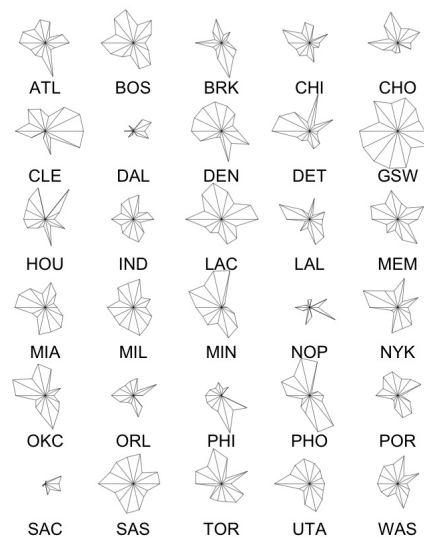 ATL BOS BRK CHI CHO
CLE DAL DEN DET GSW
HOU IND LAC LAL MEM
MIA MIL MIN NOP NYK
OKC ORL PHI PHO POR
SAC SAS TOR UTA WAS